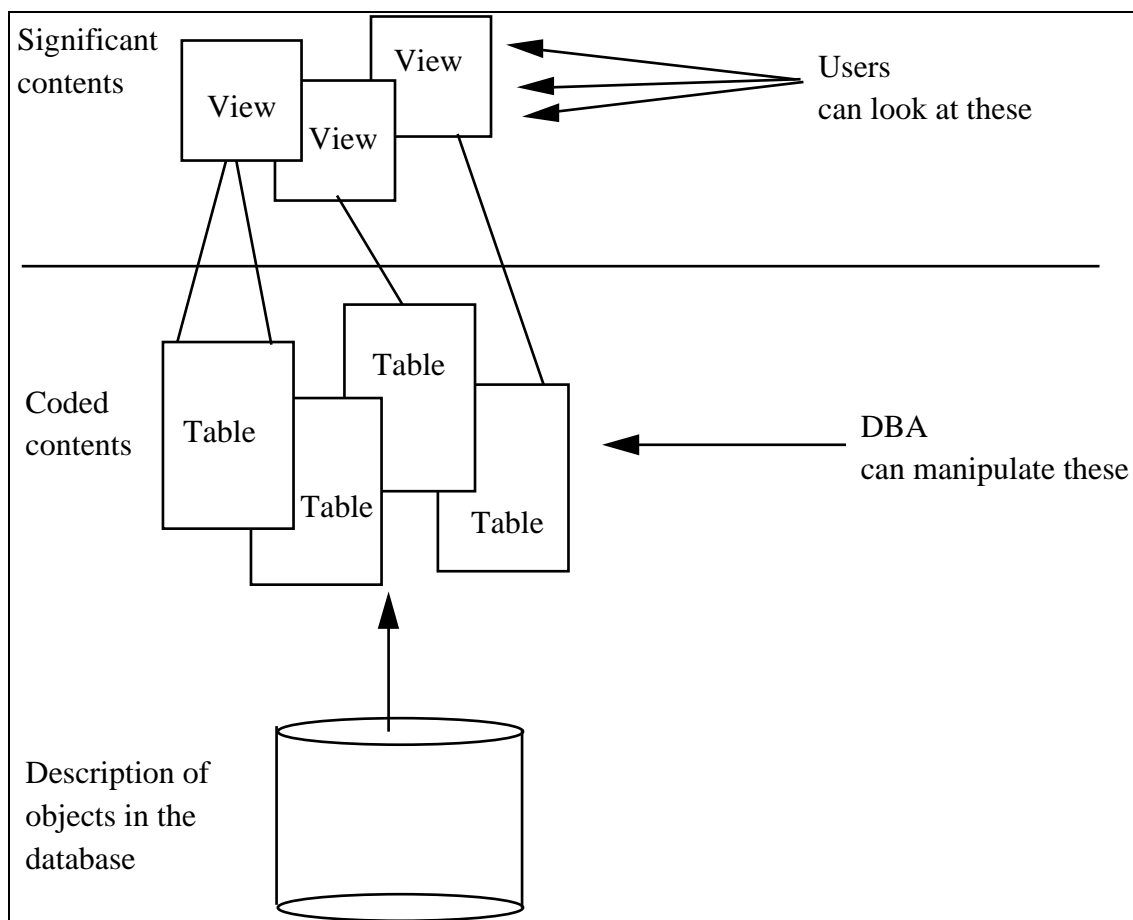 Significant
contents
View
View
View
Users
can look at these
Coded
contents
Table
Table
Table
Table
DBA
can manipulate these
Description of
objects in the
database